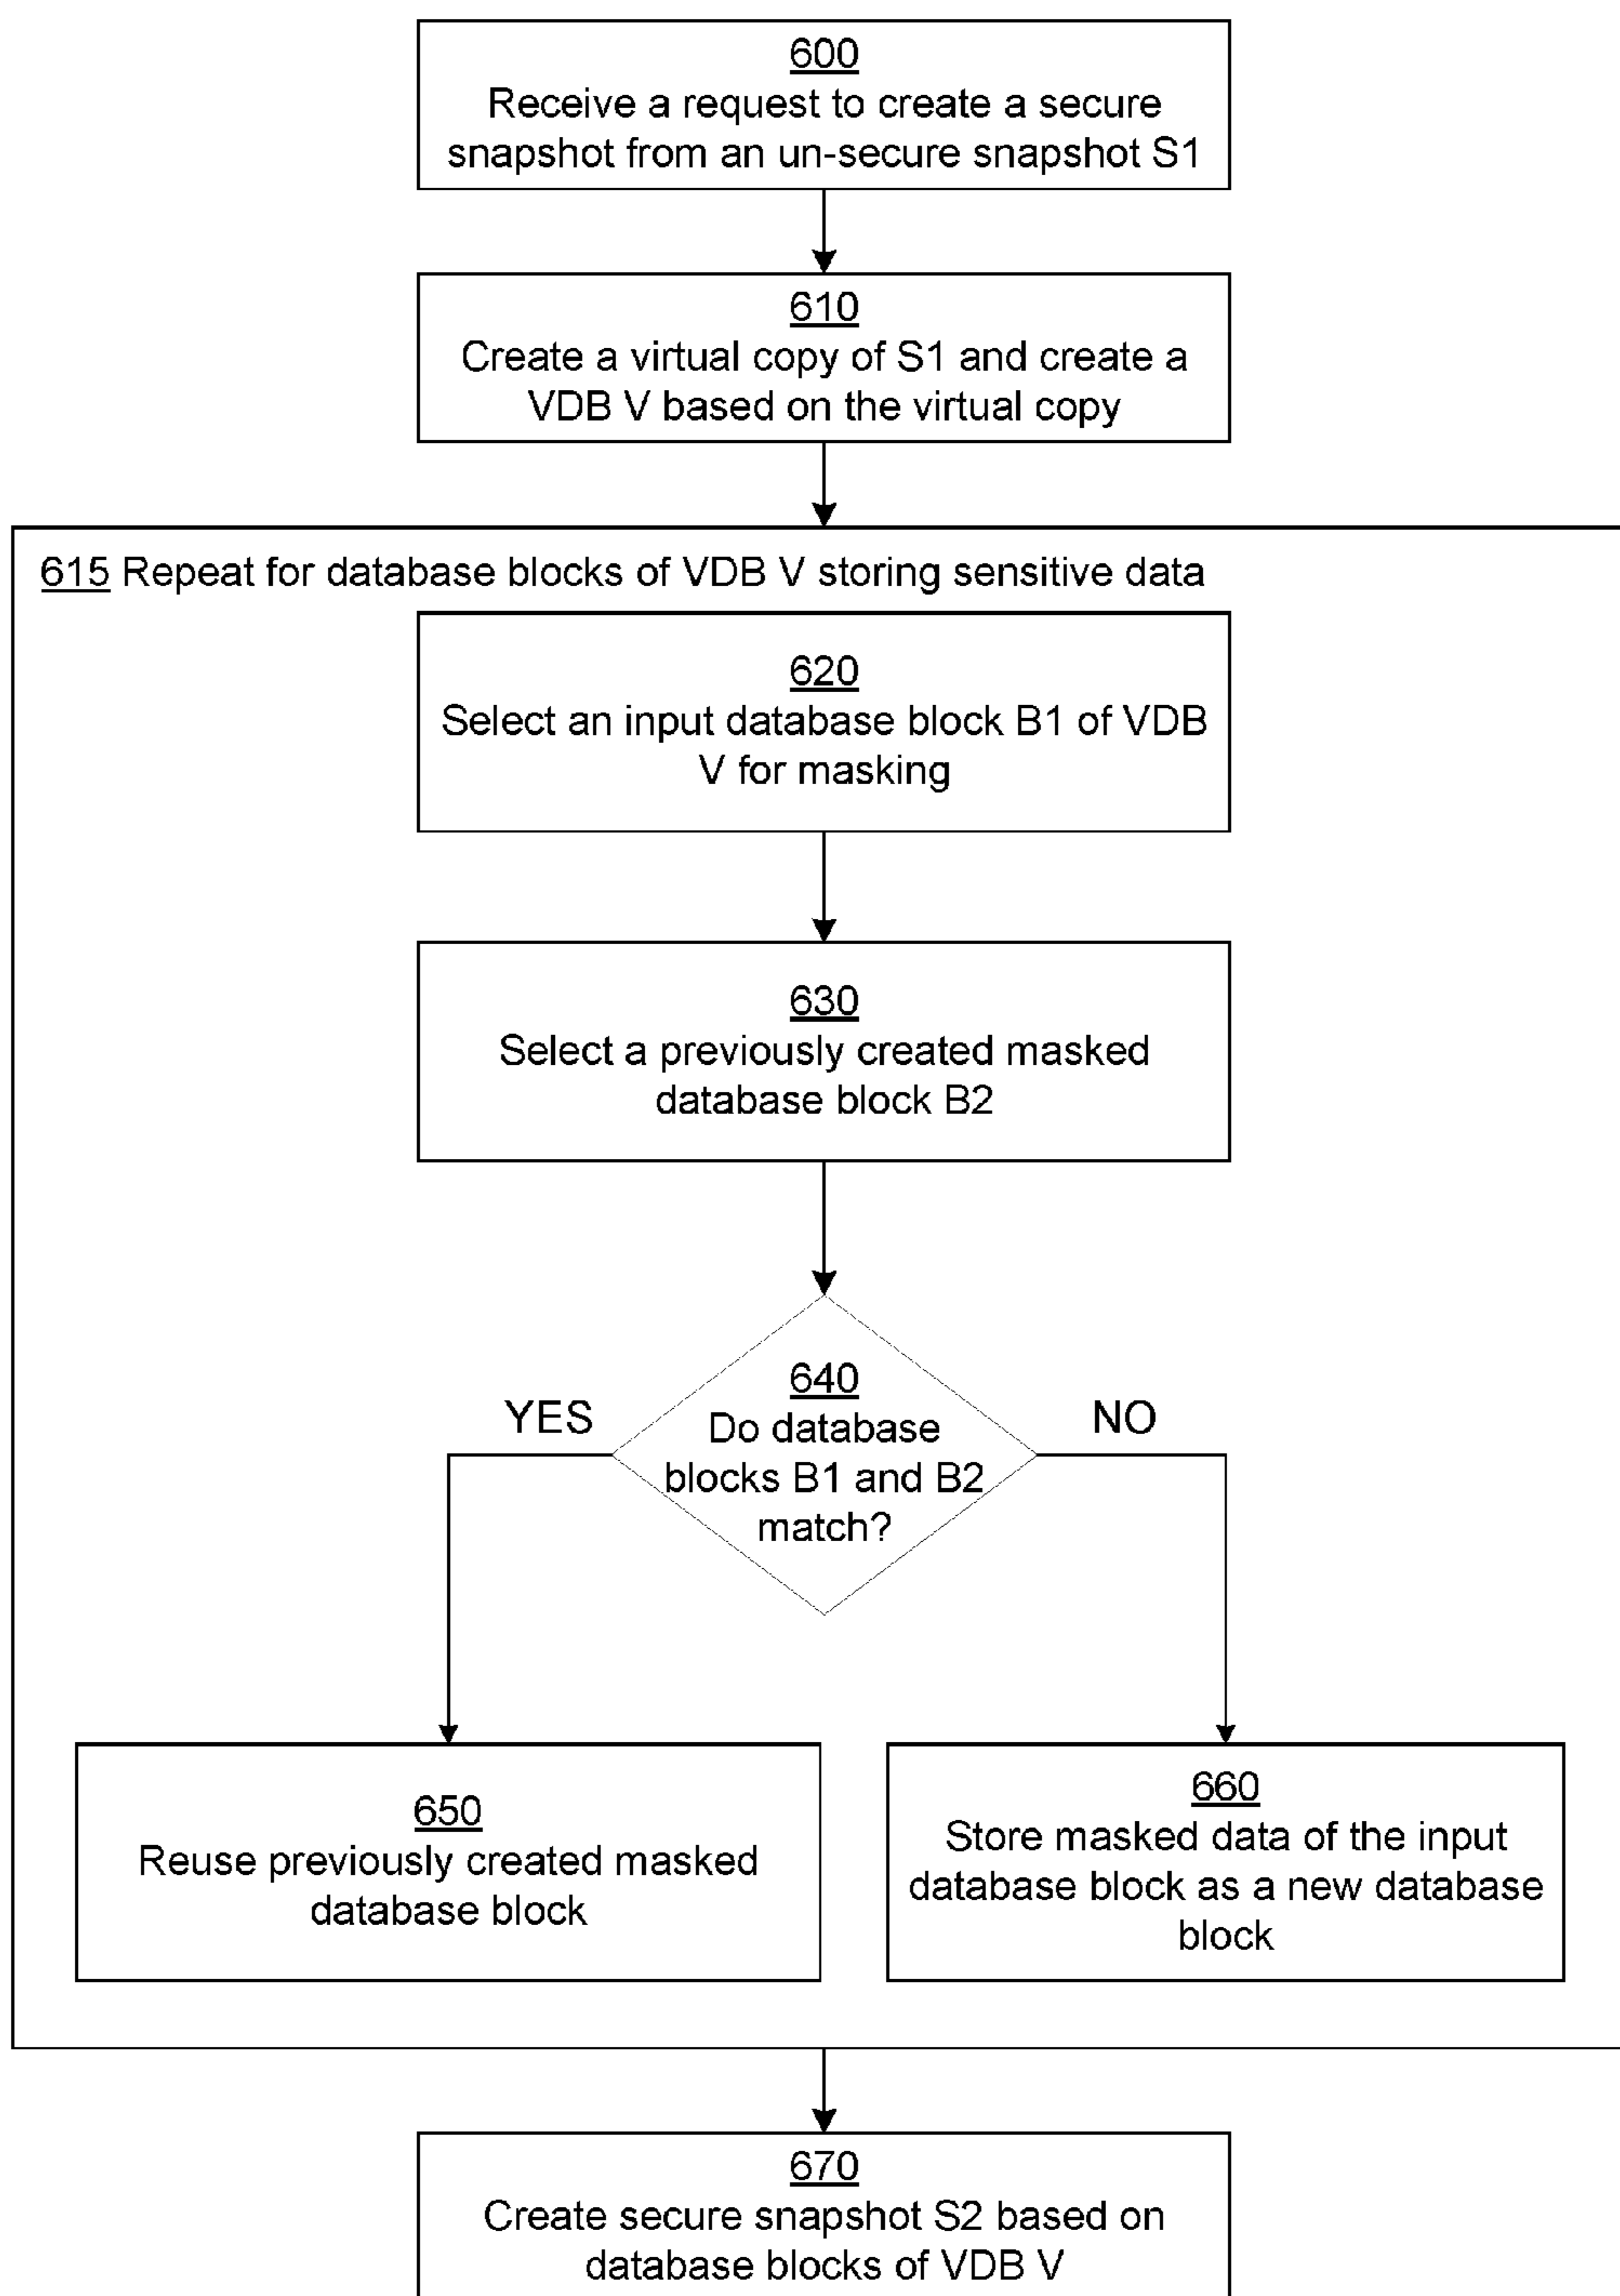 600
Receive a request to create a secure
snapshot from an un-secure snapshot S1
610
Create a virtual copy of S1 and create a
VDB V based on the virtual copy
615 Repeat for database blocks of VDB V storing sensitive data
620
Select an input database block B1 of VDB
V for masking
630
Select a previously created masked
database block B2
640
Do database
blocks B1 and B2
match?
YES
NO
650
Reuse previously created masked
database block
660
Store masked data of the input
database block as a new database
block
670
Create secure snapshot S2 based on
database blocks of VDB V